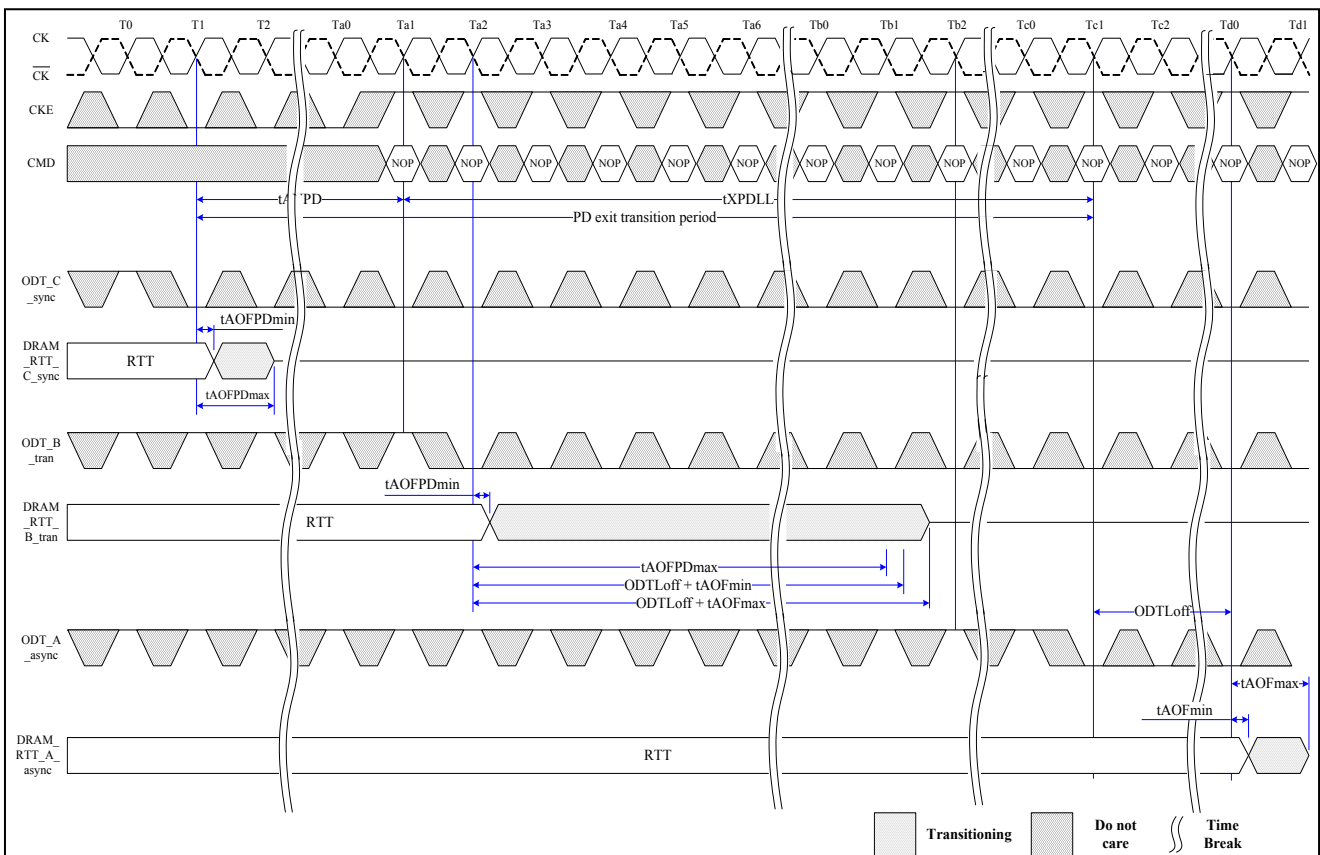 T0 T1 T2 Ta0 Ta1 Ta2 Ta3 Ta4 Ta5 Ta6 Tb0 Tb1 Tb2 Tc0 Tc1 Tc2 Td0 Td1
CK
CK
CKE
CMD
NOP NOP NOP NOP NOP NOP NOP NOP NOP NOP NOP NOP NOP NOP
tXPDLL
PD exit transition period
ODT_C
_sync
tAOFPDmin
DRAM
_RTT_
C_sync
RTT
tAOFPDmax
ODT_B
_tran
tAOFPDmin
DRAM
_RTT_
B_tran
RTT
tAOFPDmax
ODTLoff + tAOFmin
ODTLoff + tAOFmax
ODTLoff
ODT_A
_async
tAOFmax
tAOFmin
DRAM_
RTT_A_
async
RTT
Transitioning
Do not
care
Time
Break